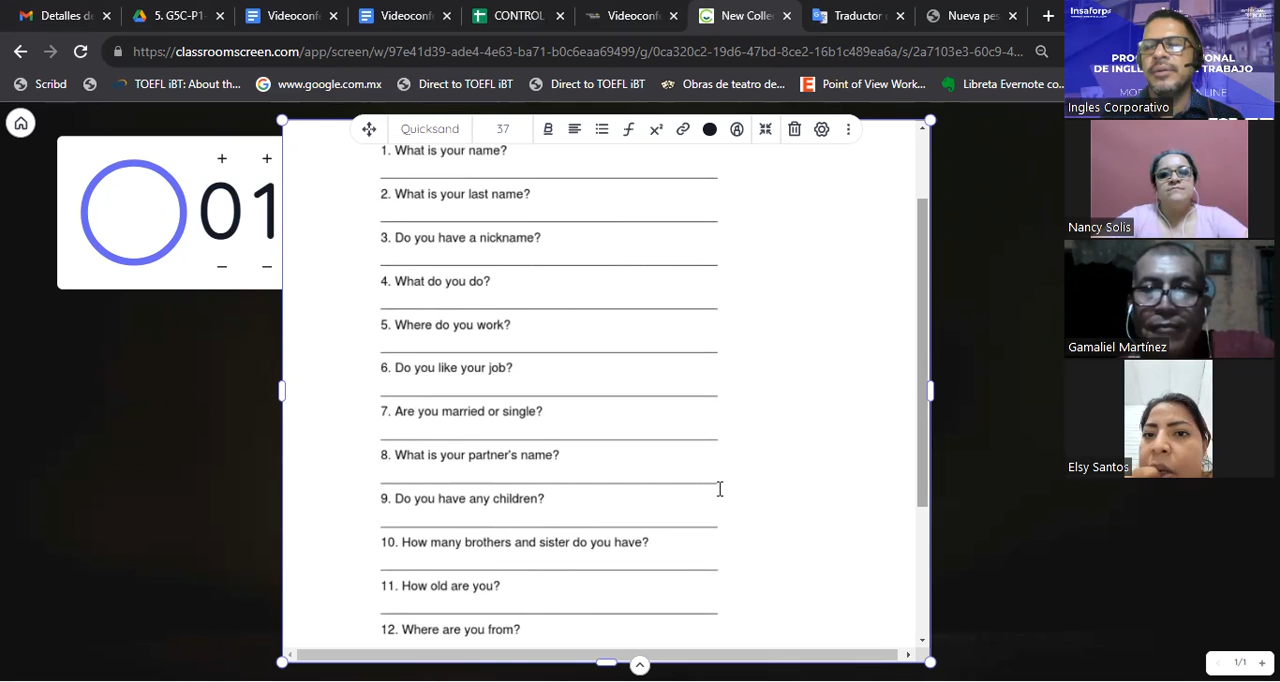 Detalles d
5. G5C-P1-
Videoconf
Videoconf
CONTROL
Videoconf
New Colle
Traductor
Nueva pes
https://classroomscreen.com/app/screen/w/97e41d39-ade4-4e63-ba71-b0c6eaa69499/g/0ca320c2-19d6-47bd-8ce2-16b1c489ea6a/s/2a7103e3-60c9-4...
Scribd
TOEFL iBT: About th...
www.google.com.mx
Direct to TOEFL iBT
Direct to TOEFL iBT
Obras de teatro de...
Point of View Work...
Libreta Evernote co...
Quicksand
37
01
1. What is your name?
2. What is your last name?
3. Do you have a nickname?
4. What do you do?
5. Where do you work?
6. Do you like your job?
7. Are you married or single?
8. What is your partner's name?
9. Do you have any children?
10. How many brothers and sister do you have?
11. How old are you?
12. Where are you from?
Insaforp
DE INGL
TRABAJO
Ingles Corporativo
Nancy Solis
Gamaliel Martínez
Elsy Santos
1/1